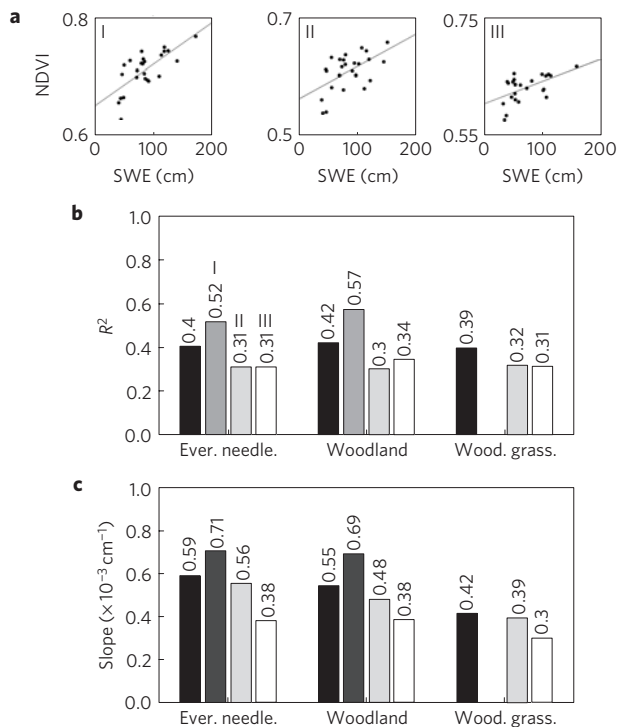 a
I
II
III
NDVI
0.8
0.6
0.7
0.5
0.75
0.55
0 100 200
0 100 200
0 100 200
SWE (cm)
SWE (cm)
SWE (cm)
b
R²
1.0
0.8
0.6
0.4
0.2
0.0
0.4
0.52 I
0.31 II
0.31 III
0.42
0.57
0.3
0.34
0.39
0.32
0.31
Ever. needle. Woodland Wood. grass.
c
Slope (×10⁻³ cm⁻¹)
1.0
0.8
0.6
0.4
0.2
0.0
0.59
0.71
0.56
0.38
0.55
0.69
0.48
0.38
0.42
0.39
0.3
Ever. needle. Woodland Wood. grass.